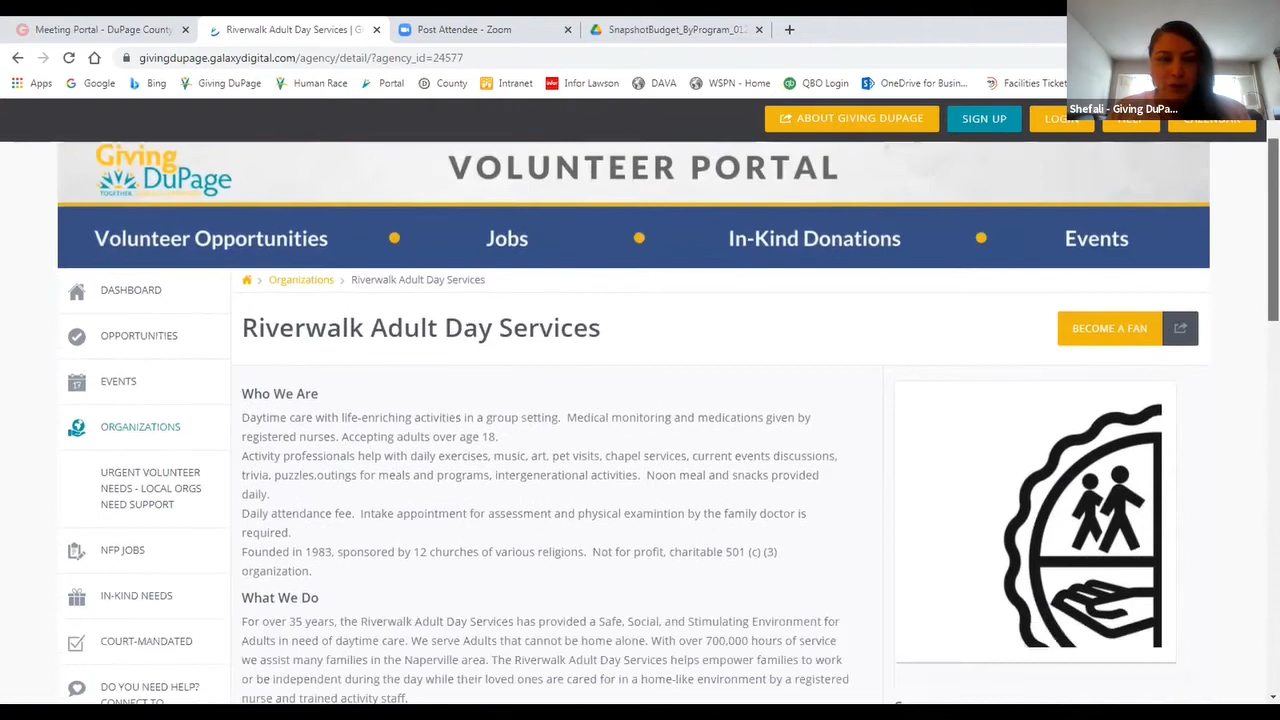 Meeting Portal - DuPage County
Riverwalk Adult Day Services | G
Post Attendee - Zoom
SnapshotBudget_ByProgram_01
givingdupage.galaxydigital.com/agency/detail/?agency_id=24577
Apps
Google
Bing
Giving DuPage
Human Race
Portal
County
Intranet
Infor Lawson
DAVA
WSPN - Home
QBO Login
OneDrive for Busin...
Facilities Ticket
Shefali - Giving DuPa...
ABOUT GIVING DUPAGE
SIGN UP
LOGIN
HELP
CALENDAR
Giving
DuPage
TOGETHER
VOLUNTEER PORTAL
Volunteer Opportunities
Jobs
In-Kind Donations
Events
Organizations
Riverwalk Adult Day Services
DASHBOARD
OPPORTUNITIES
EVENTS
17
ORGANIZATIONS
URGENT VOLUNTEER
NEEDS - LOCAL ORGS
NEED SUPPORT
NFP JOBS
IN-KIND NEEDS
COURT-MANDATED
DO YOU NEED HELP?
CONNECT TO
Riverwalk Adult Day Services
BECOME A FAN
Who We Are
Daytime care with life-enriching activities in a group setting. Medical monitoring and medications given by
registered nurses. Accepting adults over age 18.
Activity professionals help with daily exercises, music, art, pet visits, chapel services, current events discussions,
trivia, puzzles,outings for meals and programs, intergenerational activities. Noon meal and snacks provided
daily.
Daily attendance fee. Intake appointment for assessment and physical examintion by the family doctor is
required.
Founded in 1983, sponsored by 12 churches of various religions. Not for profit, charitable 501 (c) (3)
organization.
What We Do
For over 35 years, the Riverwalk Adult Day Services has provided a Safe, Social, and Stimulating Environment for
Adults in need of daytime care. We serve Adults that cannot be home alone. With over 700,000 hours of service
we assist many families in the Naperville area. The Riverwalk Adult Day Services helps empower families to work
or be independent during the day while their loved ones are cared for in a home-like environment by a registered
nurse and trained activity staff.